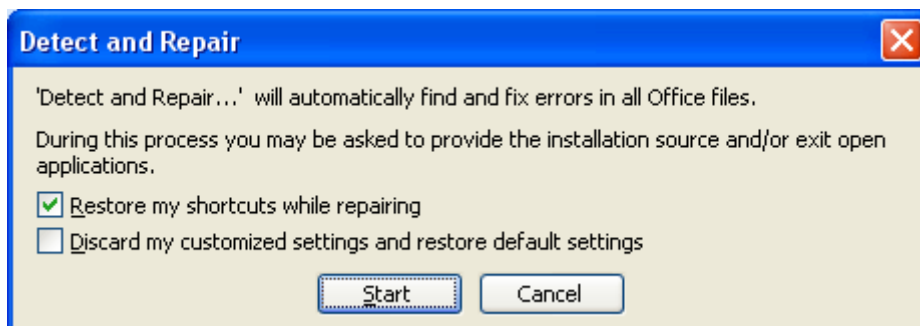 Detect and Repair
'Detect and Repair...' will automatically find and fix errors in all Office files.
During this process you may be asked to provide the installation source and/or exit open
applications.
Restore my shortcuts while repairing
Discard my customized settings and restore default settings
Start Cancel